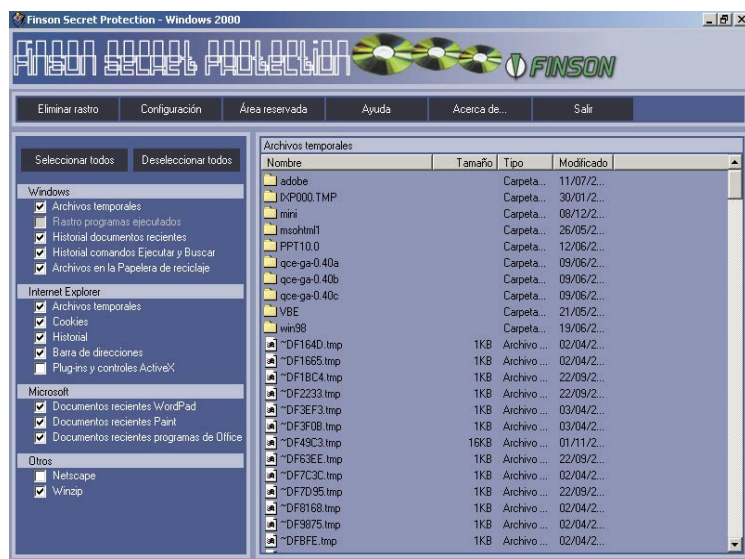 Finson Secret Protection - Windows 2000
FINSON SECRET PROTECTION
FINSON
Eliminar rastro Configuración Área reservada Ayuda Acerca de... Salir
Seleccionar todos Deseleccionar todos
Windows
Archivos temporales
Rastro programas ejecutados
Historial documentos recientes
Historial comandos Ejecutar y Buscar
Archivos en la Papelera de reciclaje
Internet Explorer
Archivos temporales
Cookies
Historial
Barra de direcciones
Plug-ins y controles ActiveX
Microsoft
Documentos recientes WordPad
Documentos recientes Paint
Documentos recientes programas de Office
Otros
Netscape
Winzip
Archivos temporales
Nombre Tamaño Tipo Modificado
adobe Carpeta... 11/07/2...
IXP000.TMP Carpeta... 30/01/2...
mini Carpeta... 08/12/2...
msohtml1 Carpeta... 26/05/2...
PPT10.0 Carpeta... 12/06/2...
qce-ga-0.40a Carpeta... 09/06/2...
qce-ga-0.40b Carpeta... 09/06/2...
qce-ga-0.40c Carpeta... 09/06/2...
VBE Carpeta... 21/05/2...
win98 Carpeta... 19/06/2...
~DF164D.tmp 1KB Archivo ... 02/04/2...
~DF1665.tmp 1KB Archivo ... 02/04/2...
~DF1BC4.tmp 1KB Archivo ... 22/09/2...
~DF2233.tmp 1KB Archivo ... 22/09/2...
~DF3EF3.tmp 1KB Archivo ... 03/04/2...
~DF3F0B.tmp 1KB Archivo ... 03/04/2...
~DF49C3.tmp 16KB Archivo ... 01/11/2...
~DF63EE.tmp 1KB Archivo ... 22/09/2...
~DF7C3C.tmp 1KB Archivo ... 02/04/2...
~DF7D95.tmp 1KB Archivo ... 22/09/2...
~DF8168.tmp 1KB Archivo ... 02/04/2...
~DF9875.tmp 1KB Archivo ... 02/04/2...
~DFBFE.tmp 1KB Archivo ... 02/04/2...